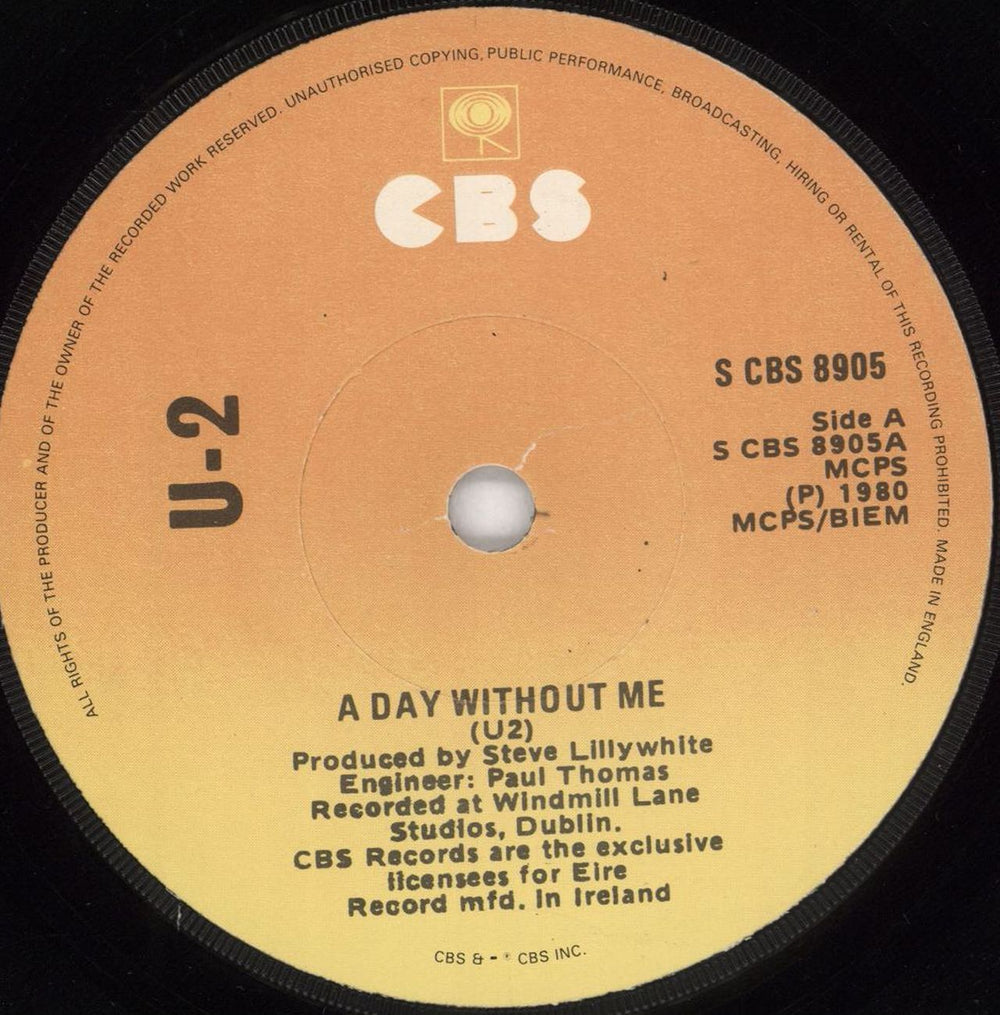 ALL RIGHTS OF THE PRODUCER AND OF THE OWNER OF THE RECORDED WORK RESERVED. UNAUTHORISED COPYING, PUBLIC PERFORMANCE, BROADCASTING, HIRING OR RENTAL OF THIS RECORDING PROHIBITED. MADE IN ENGLAND.
CBS
U-2
S CBS 8905
Side A
S CBS 8905A
MCPS
(P) 1980
MCPS/BIEM
A DAY WITHOUT ME
(U2)
Produced by Steve Lillywhite
Engineer: Paul Thomas
Recorded at Windmill Lane
Studios, Dublin.
CBS Records are the exclusive
licensees for Eire
Record mfd. in Ireland
CBS & - CBS INC.